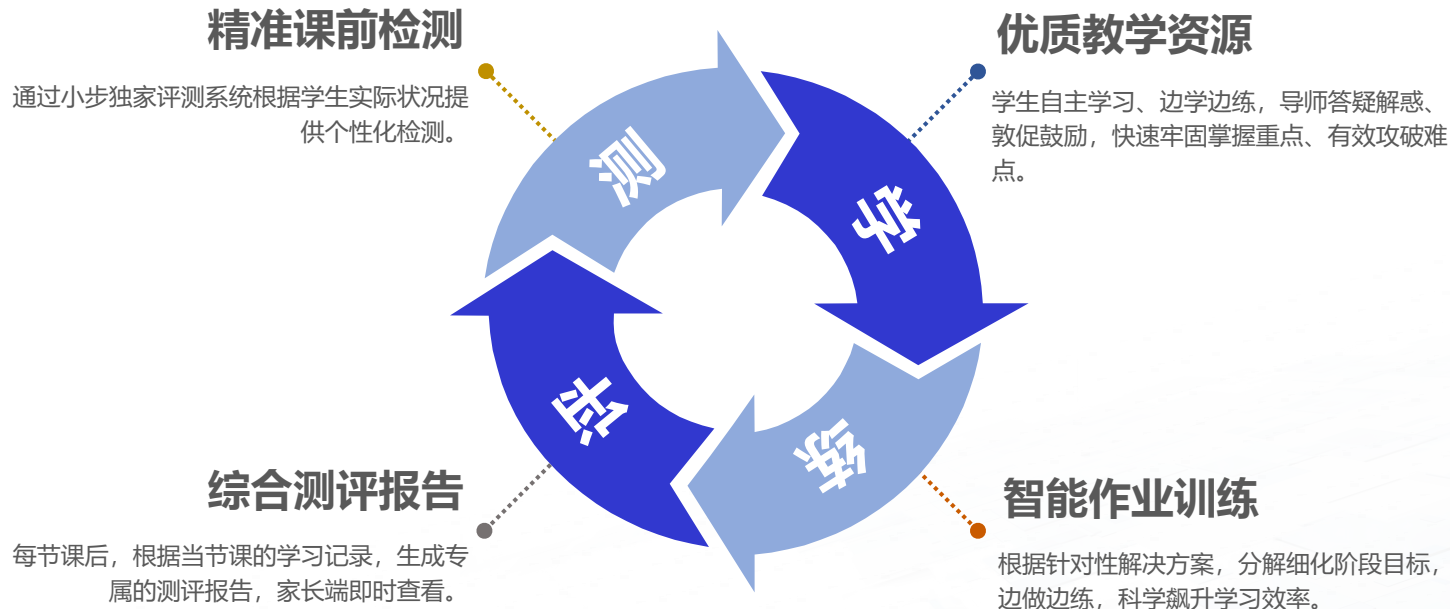 精准课前检测
通过小步独家评测系统根据学生实际状况提
供个性化检测。
优质教学资源
学生自主学习、边学边练，导师答疑解惑、
敦促鼓励，快速牢固掌握重点、有效攻破难
点。
测
学
评
练
综合测评报告
每节课后，根据当节课的学习记录，生成专
属的测评报告，家长端即时查看。
智能作业训练
根据针对性解决方案，分解细化阶段目标，
边做边练，科学飙升学习效率。